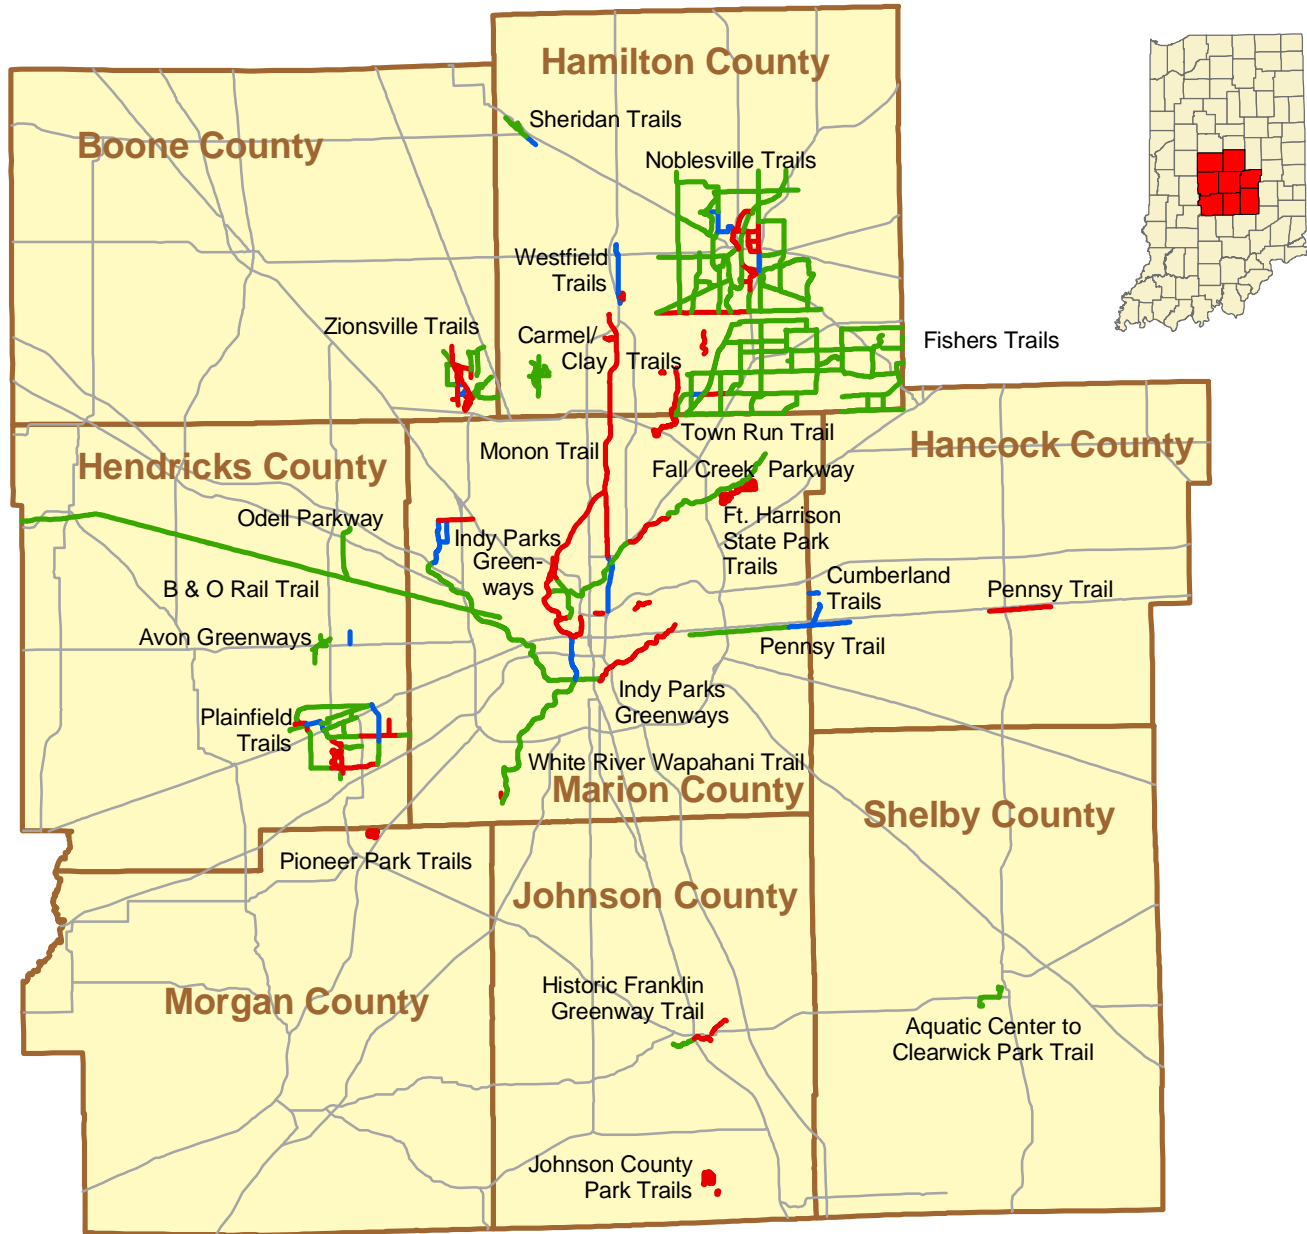 Hamilton County
Sheridan Trails
Boone County
Noblesville Trails
Westfield
Trails
Zionsville Trails
Carmel/
Clay Trails
Fishers Trails
Town Run Trail
Monon Trail
Hancock County
Hendricks County
Fall Creek Parkway
Odell Parkway
Ft. Harrison
State Park
Trails
Indy Parks
Green-
ways
B & O Rail Trail
Cumberland
Trails
Pennsy Trail
Avon Greenways
Pennsy Trail
Indy Parks
Greenways
Plainfield
Trails
White River Wapahani Trail
Marion County
Shelby County
Pioneer Park Trails
Johnson County
Historic Franklin
Greenway Trail
Morgan County
Aquatic Center to
Clearwick Park Trail
Johnson County
Park Trails